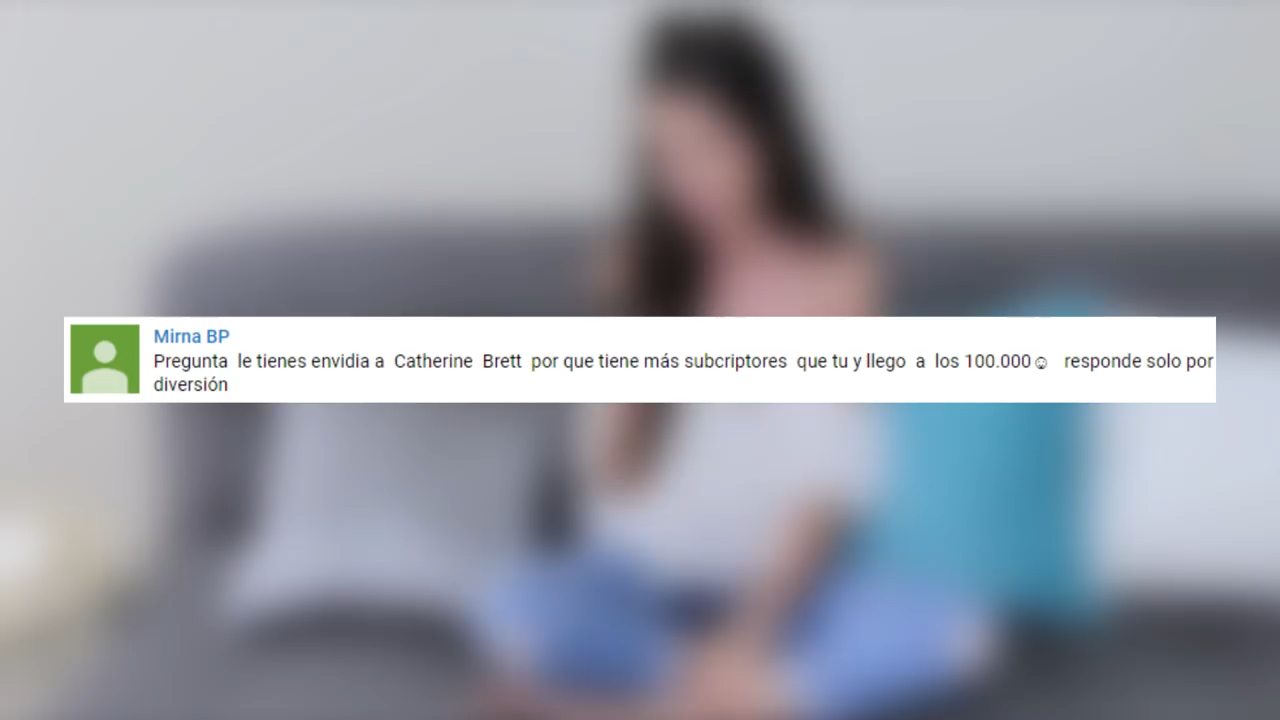 Mirna BP
Pregunta le tienes envidia a Catherine Brett por que tiene más subcriptores que tu y llego a los 100.000☺ responde solo por
diversión